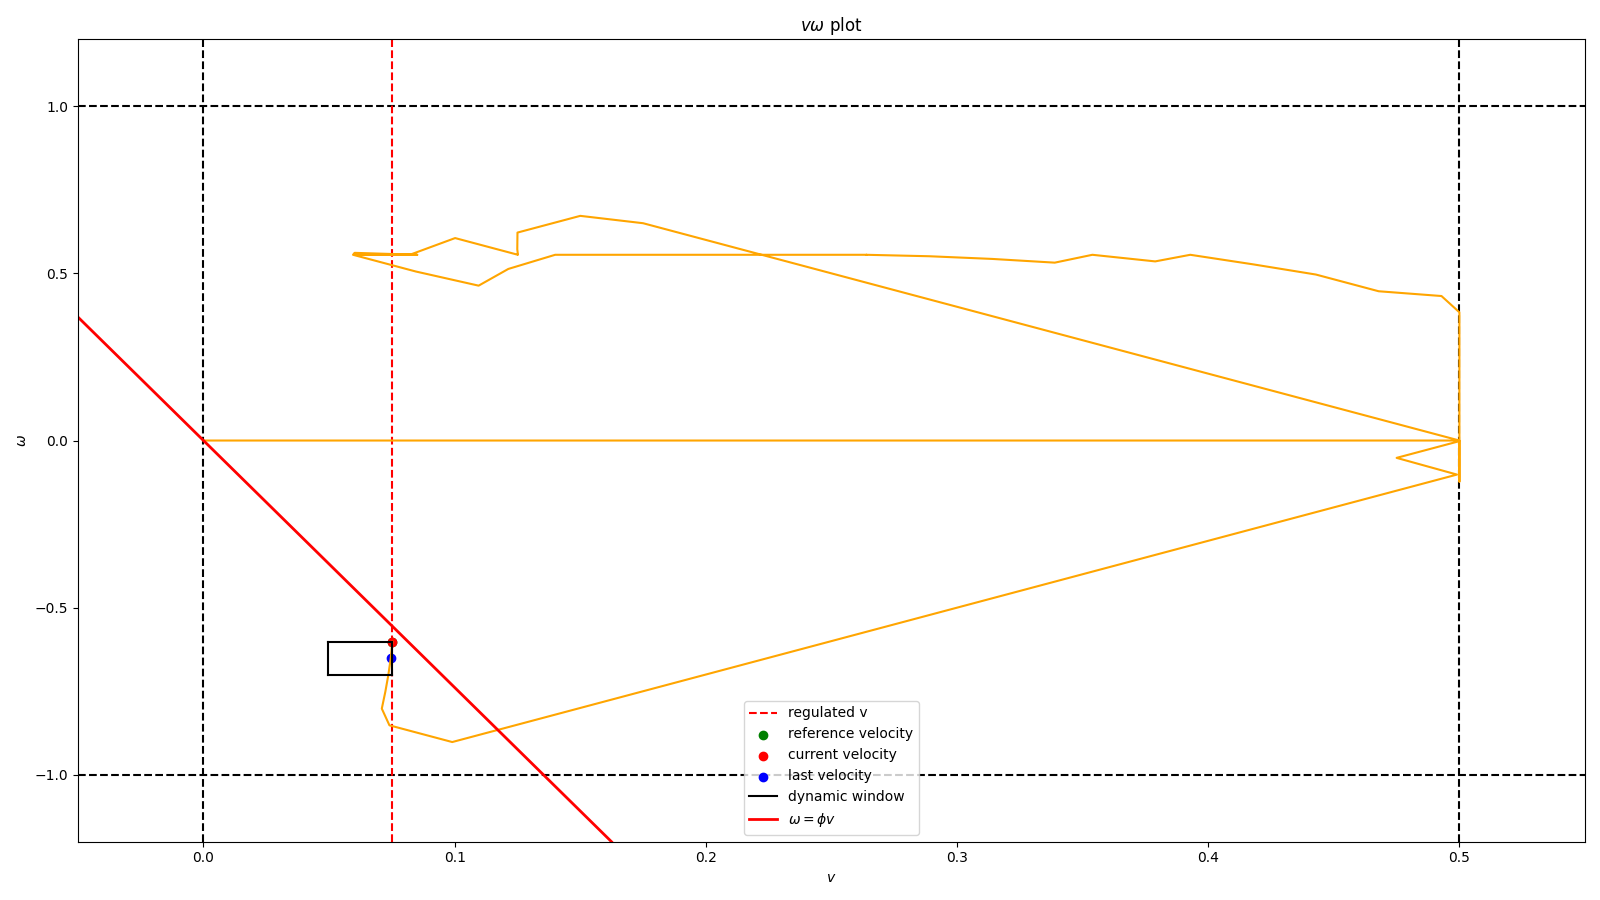 vω plot
1.0
0.5
0.0
−0.5
−1.0
ω
regulated v
reference velocity
current velocity
last velocity
dynamic window
ω = ϕv
0.0 0.1 0.2 0.3 0.4 0.5
v